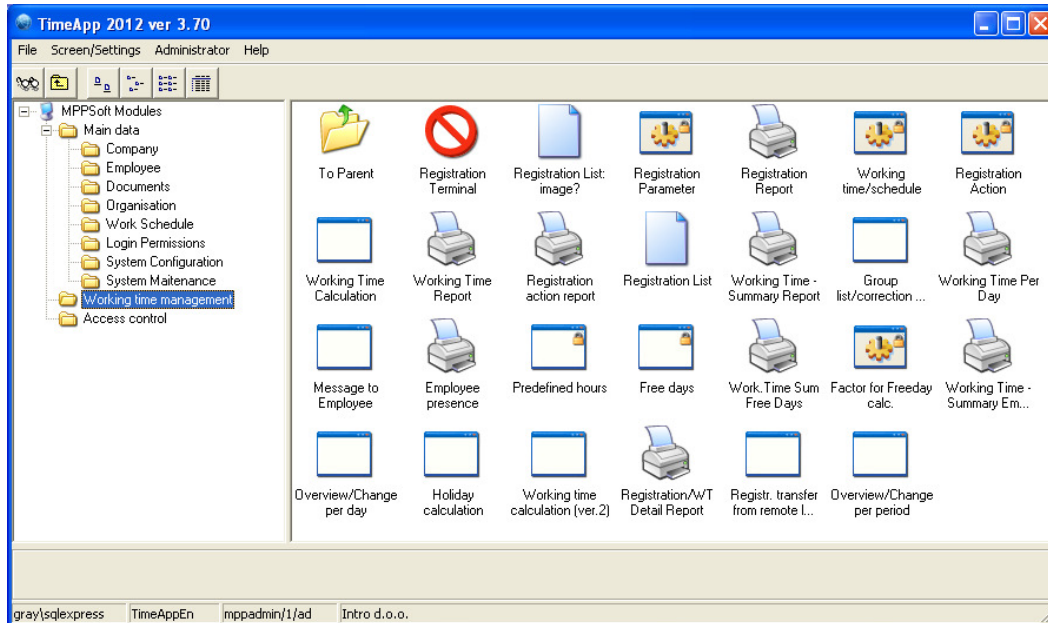 TimeApp 2012 ver 3.70
File Screen/Settings Administrator Help
MPPSoft Modules
Main data
Company
Employee
Documents
Organisation
Work Schedule
Login Permissions
System Configuration
System Maitenance
Working time management
Access control
To Parent
Registration
Terminal
Registration List:
image?
Registration
Parameter
Registration
Report
Working
time/schedule
Registration
Action
Working Time
Calculation
Working Time
Report
Registration
action report
Registration List
Working Time -
Summary Report
Group
list/correction ...
Working Time Per
Day
Message to
Employee
Employee
presence
Predefined hours
Free days
Work.Time Sum
Free Days
Factor for Freeday
calc.
Working Time -
Summary Em...
Overview/Change
per day
Holiday
calculation
Working time
calculation (ver.2)
Registration/WT
Detail Report
Registr. transfer
from remote l...
Overview/Change
per period
gray\sqlexpress TimeAppEn mppadmin/1/ad Intro d.o.o.